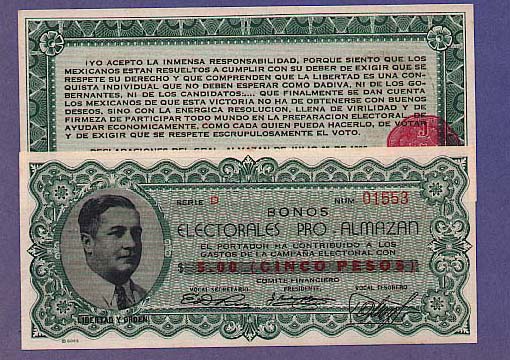 ¡YO ACEPTO LA INMENSA RESPONSABILIDAD, PORQUE SIENTO QUE LOS
MEXICANOS ESTAN RESUELTOS A CUMPLIR CON SU DEBER DE EXIGIR QUE SE
RESPETE SU DERECHO Y QUE COMPRENDEN QUE LA LIBERTAD ES UNA CON-
QUISTA INDIVIDUAL QUE NO DEBEN ESPERAR COMO DADIVA, NI DE LOS GO-
BERNANTES, NI DE LOS CANDIDATOS.... QUE FINALMENTE SE DAN CUENTA
LOS MEXICANOS DE QUE ESTA VICTORIA NO HA DE OBTENERSE CON BUENOS
DESEOS, SINO CON LA ENERGICA RESOLUCION, LLENA DE VIRILIDAD Y DE
FIRMEZA DE PARTICIPAR TODO MUNDO EN LA PREPARACION ELECTORAL, DE
AYUDAR ECONOMICAMENTE, COMO CADA QUIEN PUEDA HACERLO, DE VOTAR
Y DE EXIGIR QUE SE RESPETE ESCRUPULOSAMENTE EL VOTO.
SERIE D NUM 01553
BONOS
ELECTORALES PRO ALMAZAN
EL PORTADOR HA CONTRIBUIDO A LOS
GASTOS DE LA CAMPAÑA ELECTORAL CON
$ 5.00 (CINCO PESOS)
COMITE FINANCIERO
VOCAL SECRETARIO. PRESIDENTE. VOCAL TESORERO
LIBERTAD Y ORDEN